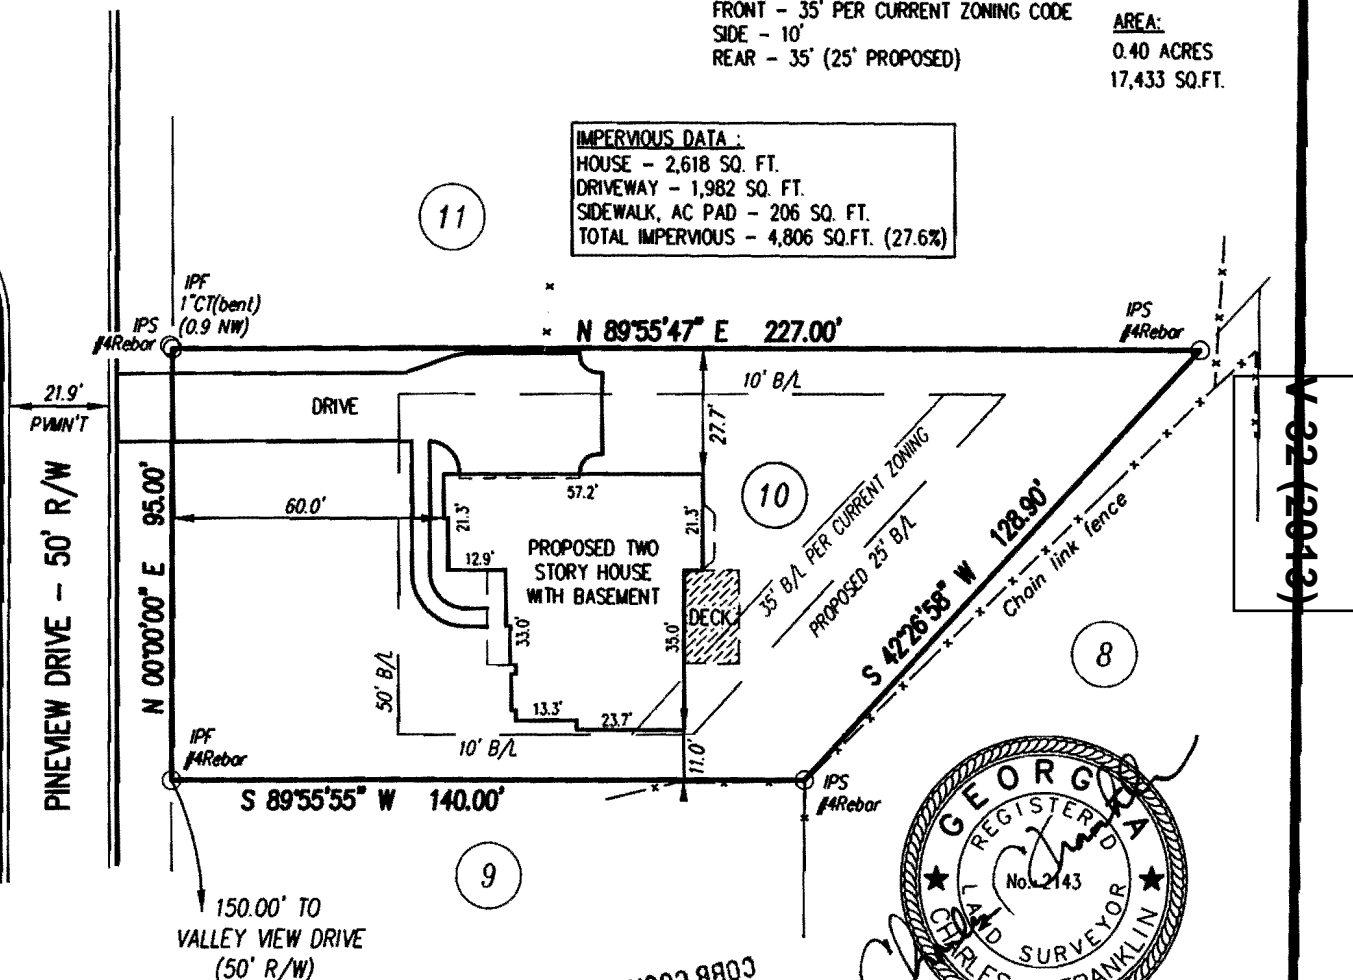 FRONT – 35' PER CURRENT ZONING CODE
SIDE – 10'
REAR – 35' (25' PROPOSED)
AREA:
0.40 ACRES
17,433 SQ.FT.
IMPERVIOUS DATA :
HOUSE – 2,618 SQ. FT.
DRIVEWAY – 1,982 SQ. FT.
SIDEWALK, AC PAD – 206 SQ. FT.
TOTAL IMPERVIOUS – 4,806 SQ.FT. (27.6%)
11
IPF
1"CT(bent)
(0.9 NW)
IPS
#4Rebar
N 89°55'47" E 227.00'
IPS
#4Rebar
21.9'
PVMN'T
DRIVE
10' B/L
27.7'
V 32 (2013)
PINEVIEW DRIVE – 50' R/W
N 00°00'00" E 95.00'
60.0'
57.2'
21.3'
21.3'
10
12.9'
PROPOSED TWO
STORY HOUSE
WITH BASEMENT
33.0'
35.0'
DECK
35' B/L PER CURRENT ZONING
PROPOSED 25' B/L
S 42°26'58" W 128.90'
Chain link fence
8
50' B/L
13.3'
23.7'
10' B/L
11.0'
IPF
#4Rebar
S 89°55'55" W 140.00'
IPS
#4Rebar
9
150.00' TO
VALLEY VIEW DRIVE
(50' R/W)
GEORGIA
REGISTERED
No. 2143
LAND SURVEYOR
CHARLES FRANKLIN